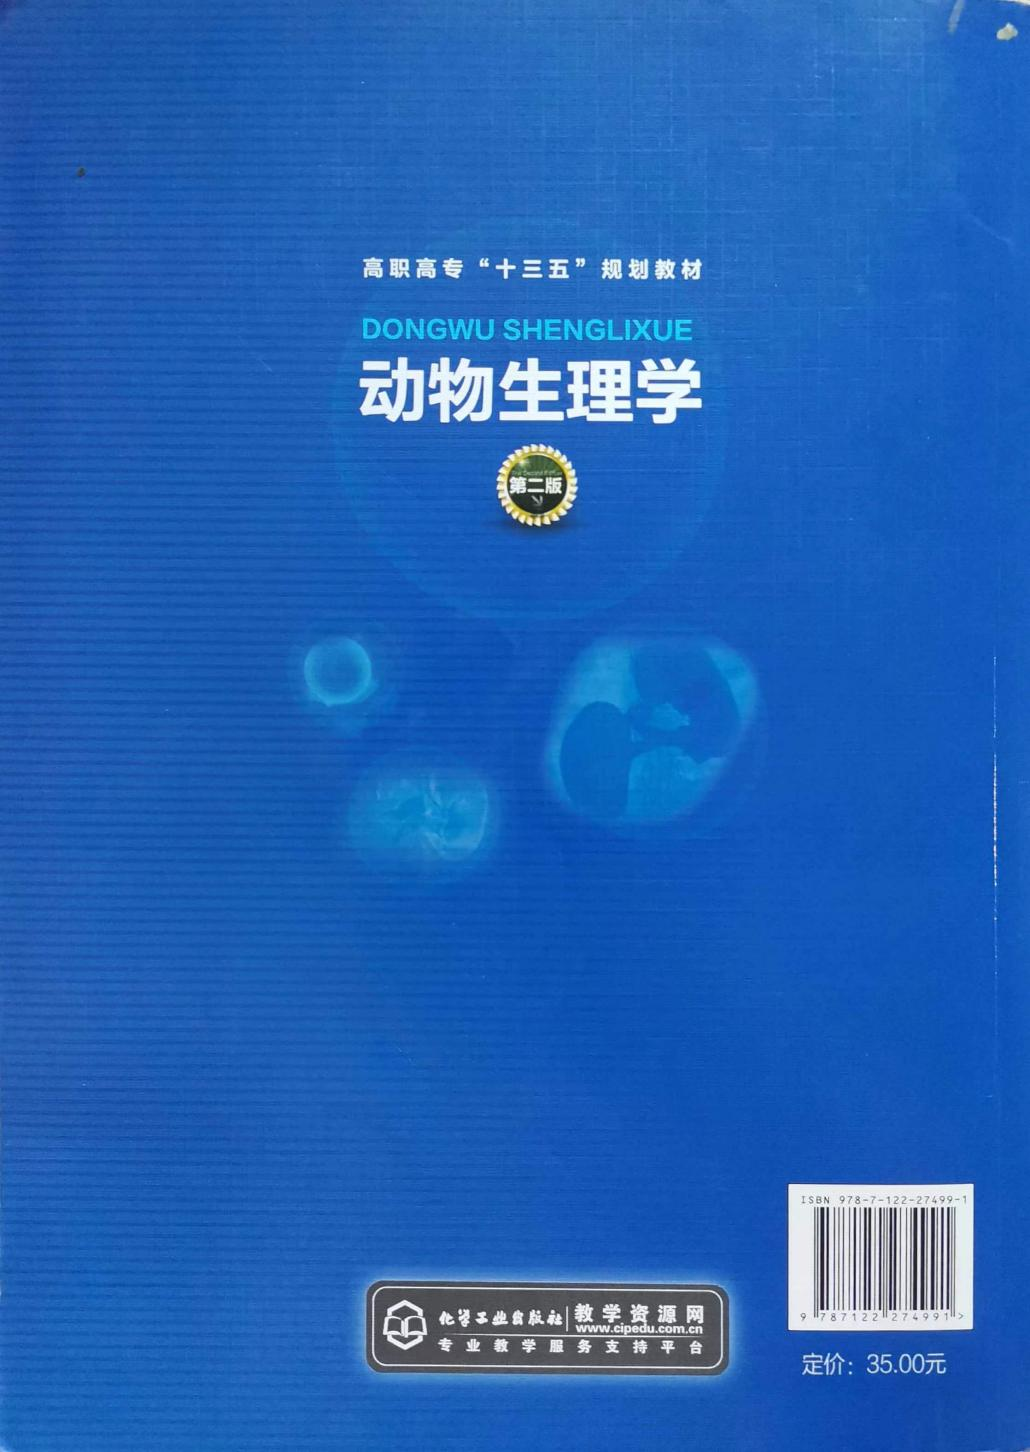 高职高专“十三五”规划教材
DONGWU SHENGLIXUE
动物生理学
第二版
ISBN 978-7-122-27499-1
9 787122 274991 >
化学工业出版社 教学资源网
www.cipedu.com.cn
专业教学服务支持平台
定价：35.00元